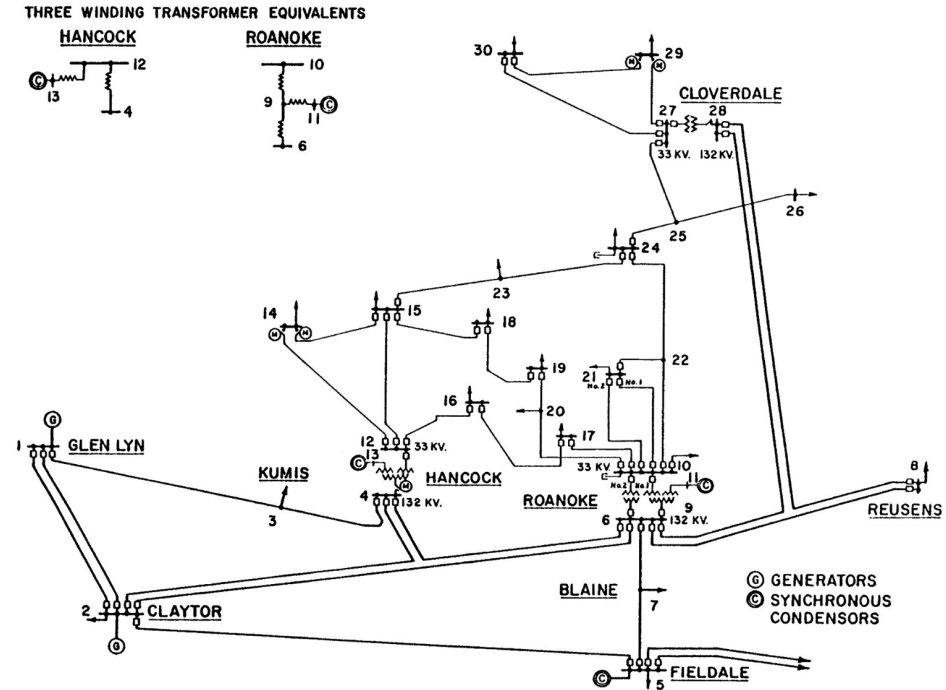 THREE WINDING TRANSFORMER EQUIVALENTS
HANCOCK
ROANOKE
C
13
12
4
10
9
11
C
6
30
29
M
M
CLOVERDALE
27
28
33 KV.
132 KV.
26
25
24
23
14
M
M
15
18
22
19
21
No.2
No.1
16
20
17
G
1
GLEN LYN
12
33 KV.
13
C
HANCOCK
M
KUMIS
3
4
132 KV.
33 KV.
10
No.2
No.1
11
C
ROANOKE
9
6
132 KV.
8
REUSENS
BLAINE
7
2
CLAYTOR
G
G GENERATORS
C SYNCHRONOUS
CONDENSORS
C
5
FIELDALE